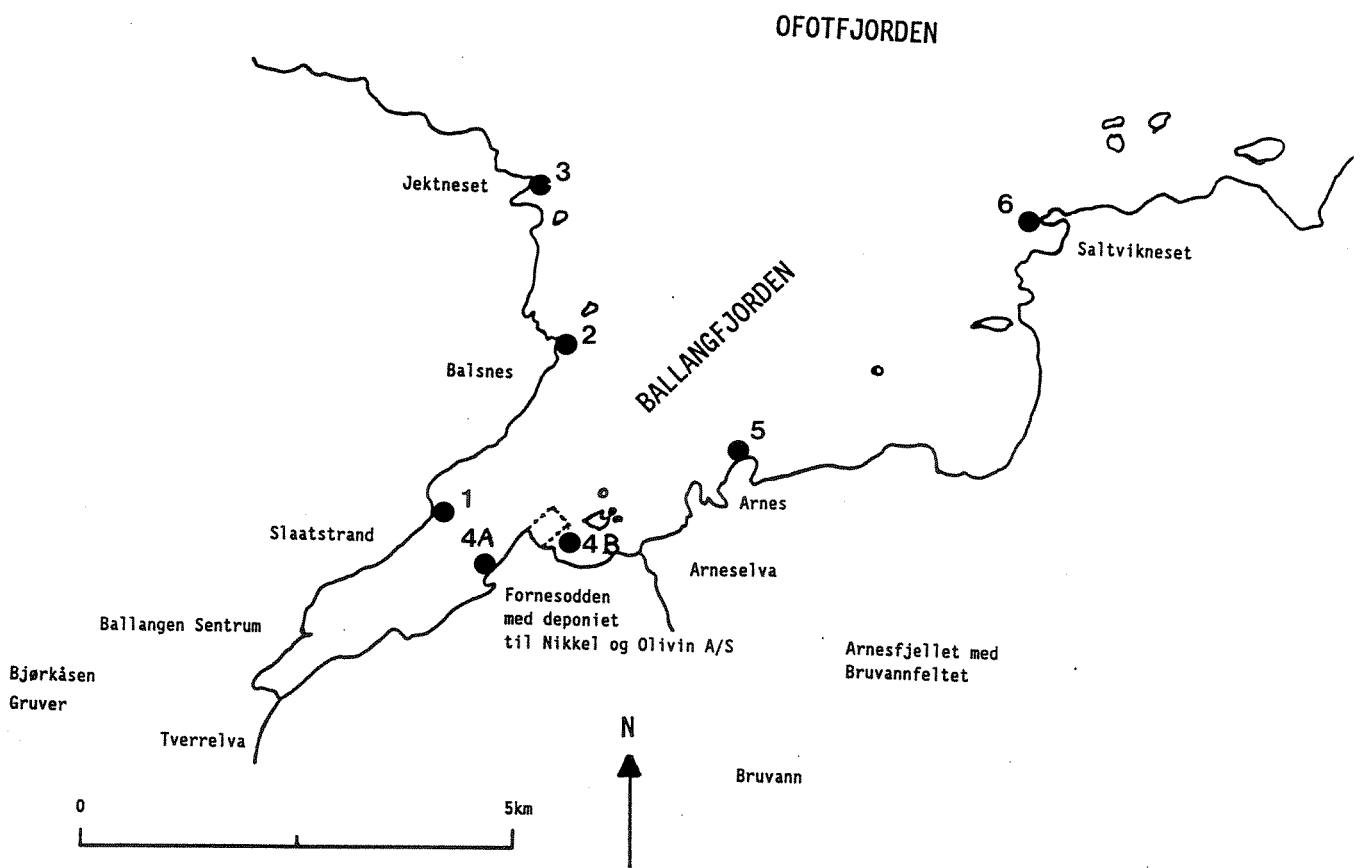 OFOTFJORDEN
3
Jektneset
6
Saltvikneset
BALLANGFJORDEN
2
Balsnes
5
Arnes
1
Slaatstrand
4A
4B
Arneselva
Fornesodden
med deponiet
til Nikkel og Olivin A/S
Ballangen Sentrum
Arnesfjellet med
Bruvannfeltet
Bjørkåsen
Gruver
Tverrelva
N
Bruvann
0
5km